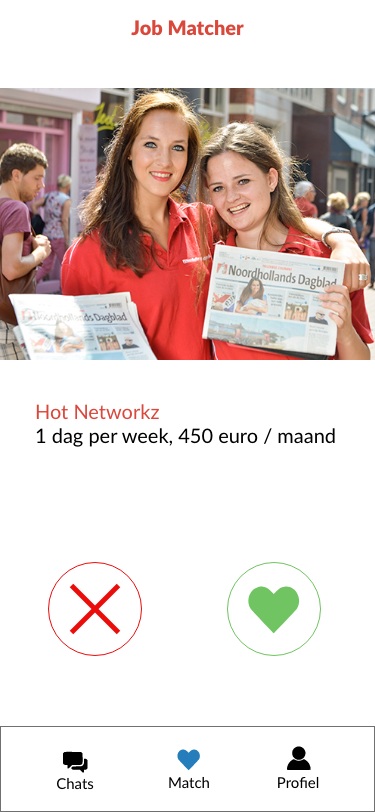 Job Matcher
Noordhollands Dagblad
Noordhollands Dagblad
Hot Networkz
1 dag per week, 450 euro / maand
Chats
Match
Profiel